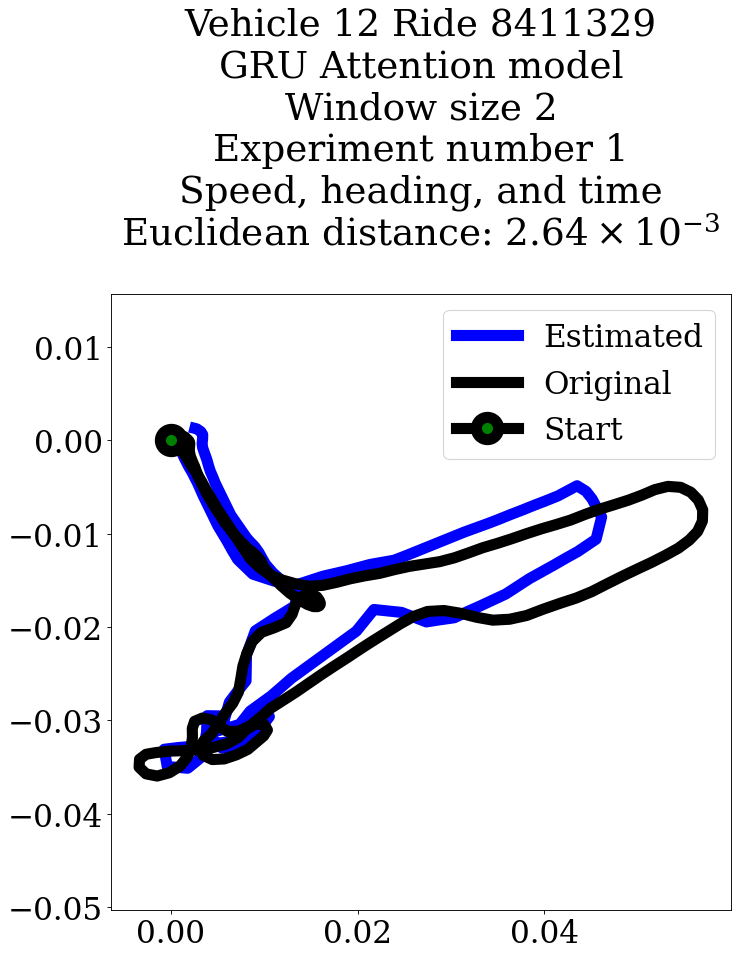 Vehicle 12 Ride 8411329
GRU Attention model
Window size 2
Experiment number 1
Speed, heading, and time
Euclidean distance: 2.64 × 10⁻³
Estimated
Original
Start
0.01
0.00
−0.01
−0.02
−0.03
−0.04
−0.05
0.00 0.02 0.04